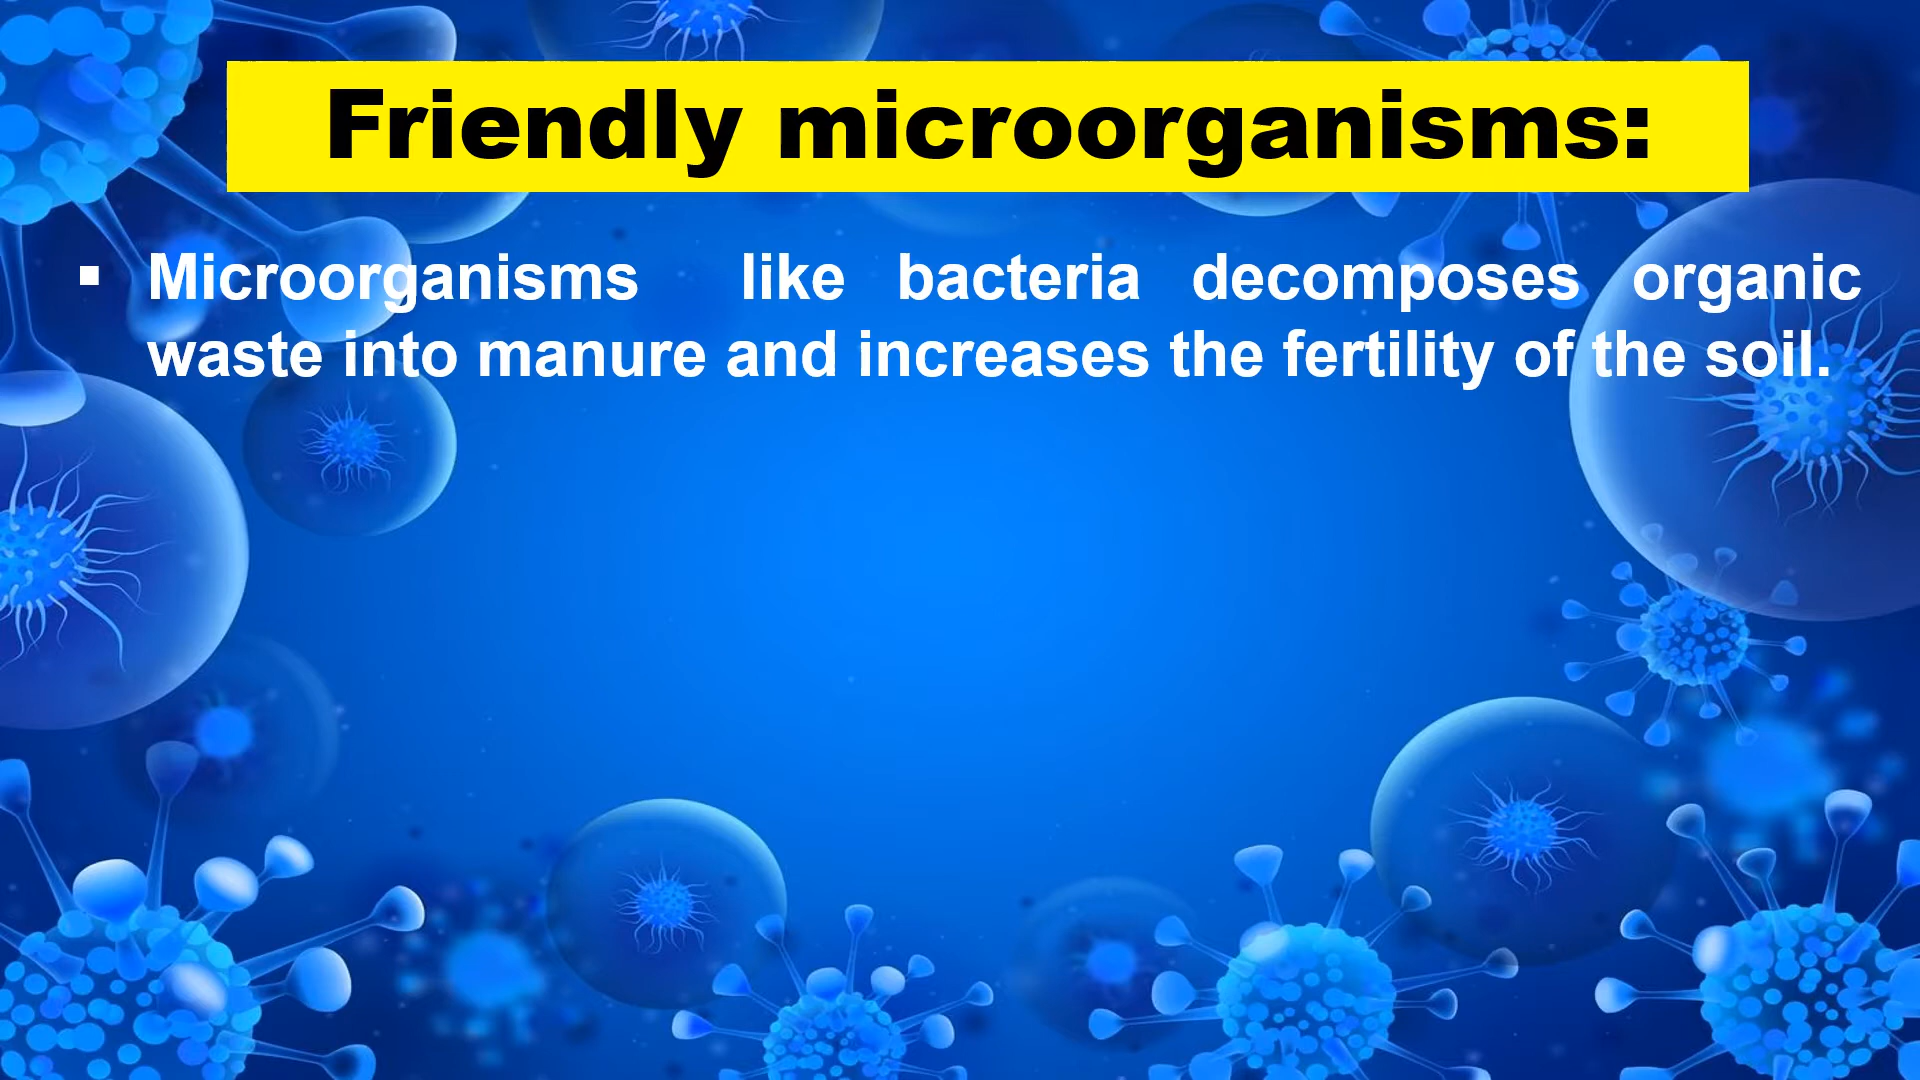 Friendly microorganisms:
▪ Microorganisms like bacteria decomposes organic
waste into manure and increases the fertility of the soil.